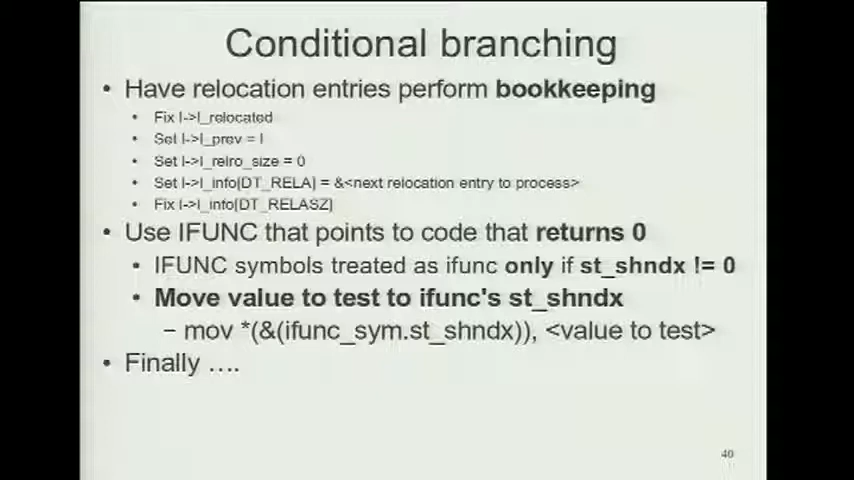 Conditional branching
• Have relocation entries perform bookkeeping
• Fix l->l_relocated
• Set l->l_prev = l
• Set l->l_relro_size = 0
• Set l->l_info[DT_RELA] = &<next relocation entry to process>
• Fix l->l_info[DT_RELASZ]
• Use IFUNC that points to code that returns 0
• IFUNC symbols treated as ifunc only if st_shndx != 0
• Move value to test to ifunc's st_shndx
– mov *(&(ifunc_sym.st_shndx)), <value to test>
• Finally ….
40